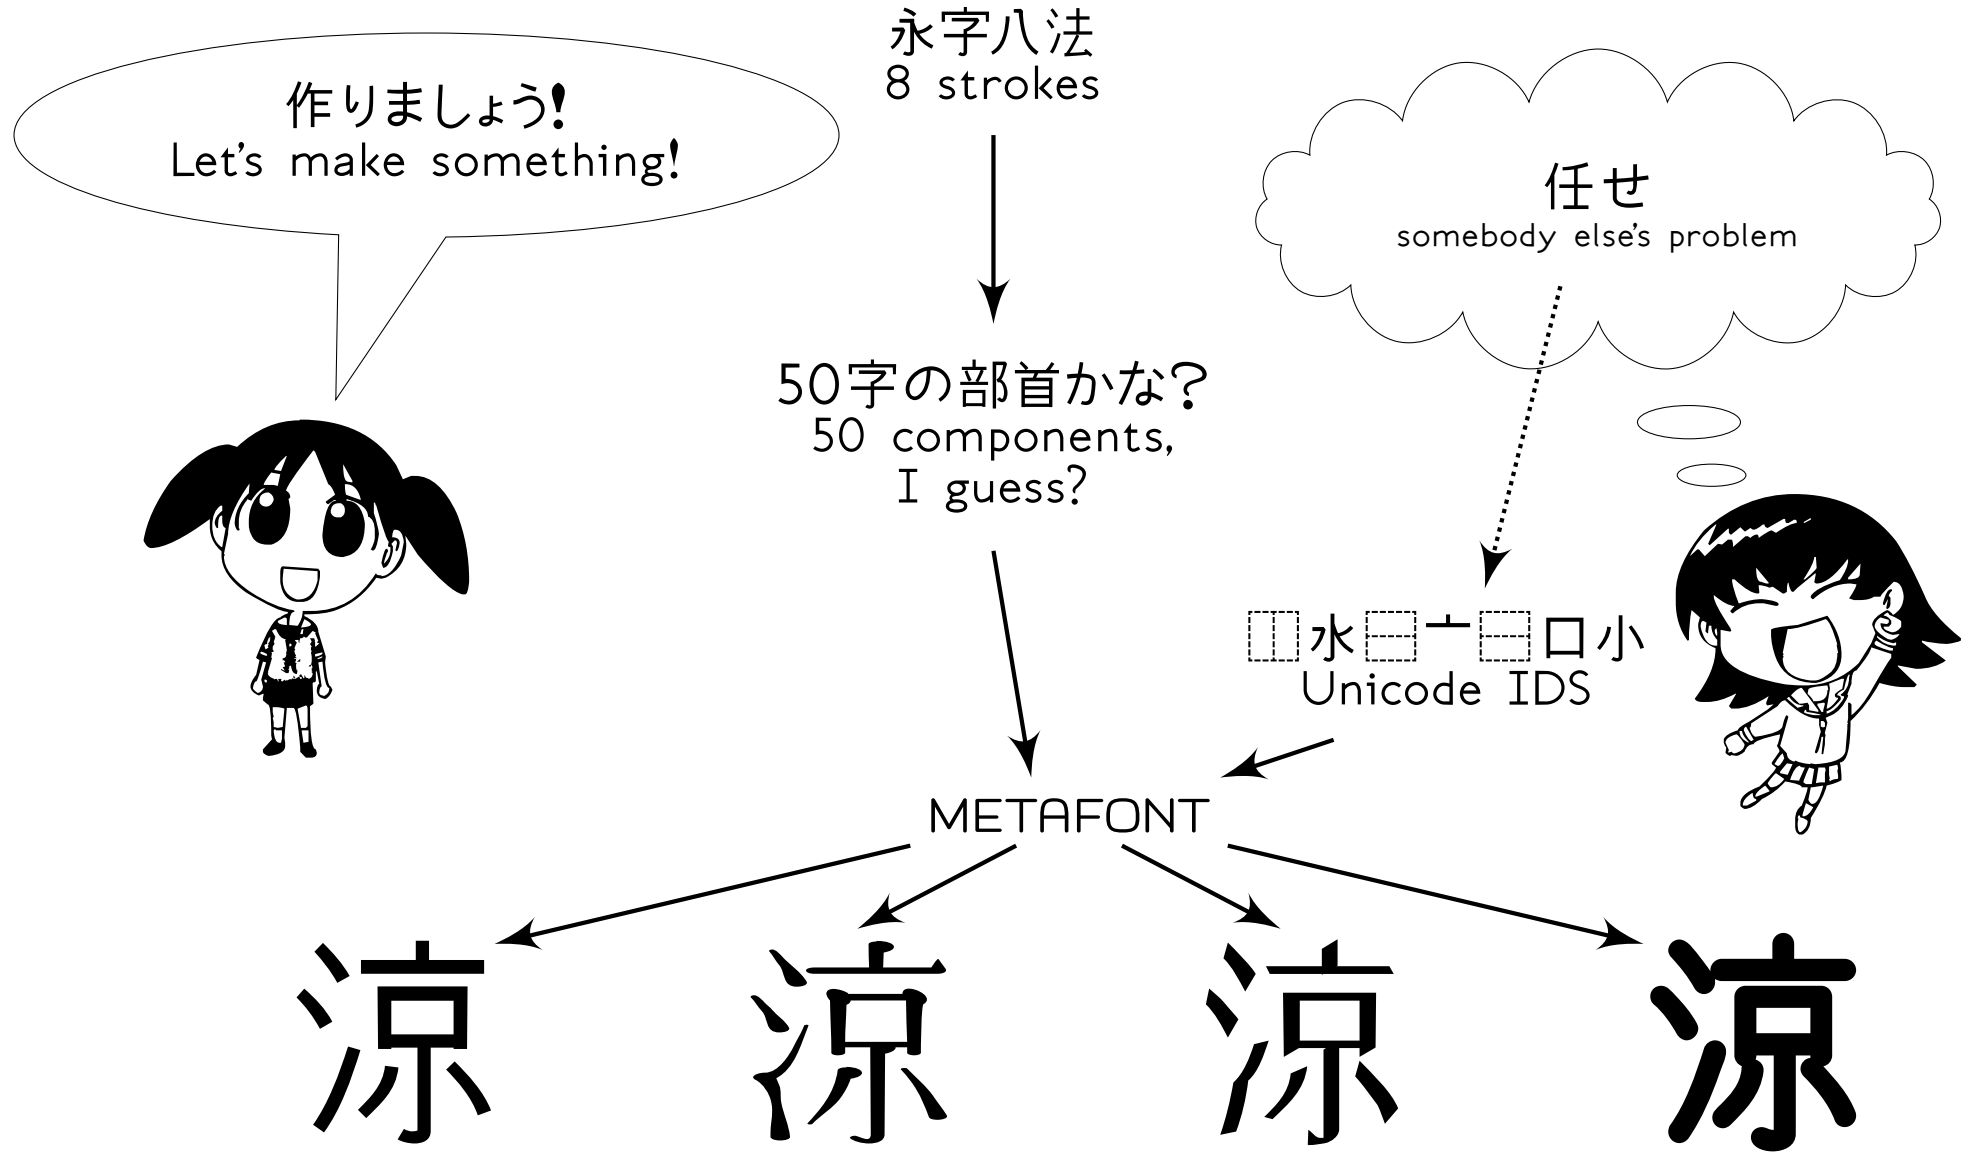 永字八法
8 strokes
作りましょう!
Let's make something!
任せ
somebody else's problem
50字の部首かな?
50 components,
I guess?
⿰水⿱亠⿱口小
Unicode IDS
METAFONT
涼 涼 涼 涼